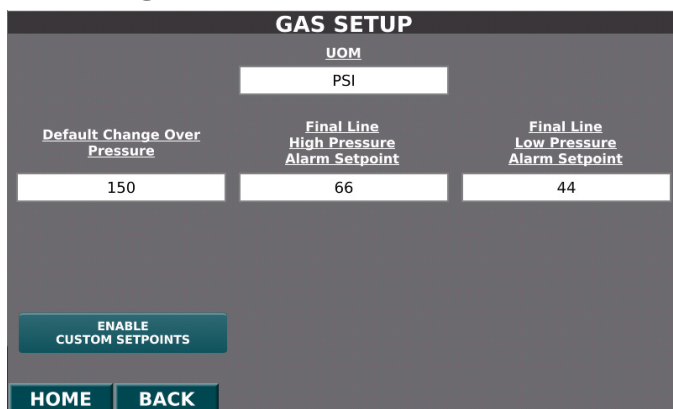 GAS SETUP
UOM
PSI
Default Change Over
Pressure
150
Final Line
High Pressure
Alarm Setpoint
66
Final Line
Low Pressure
Alarm Setpoint
44
ENABLE
CUSTOM SETPOINTS
HOME
BACK